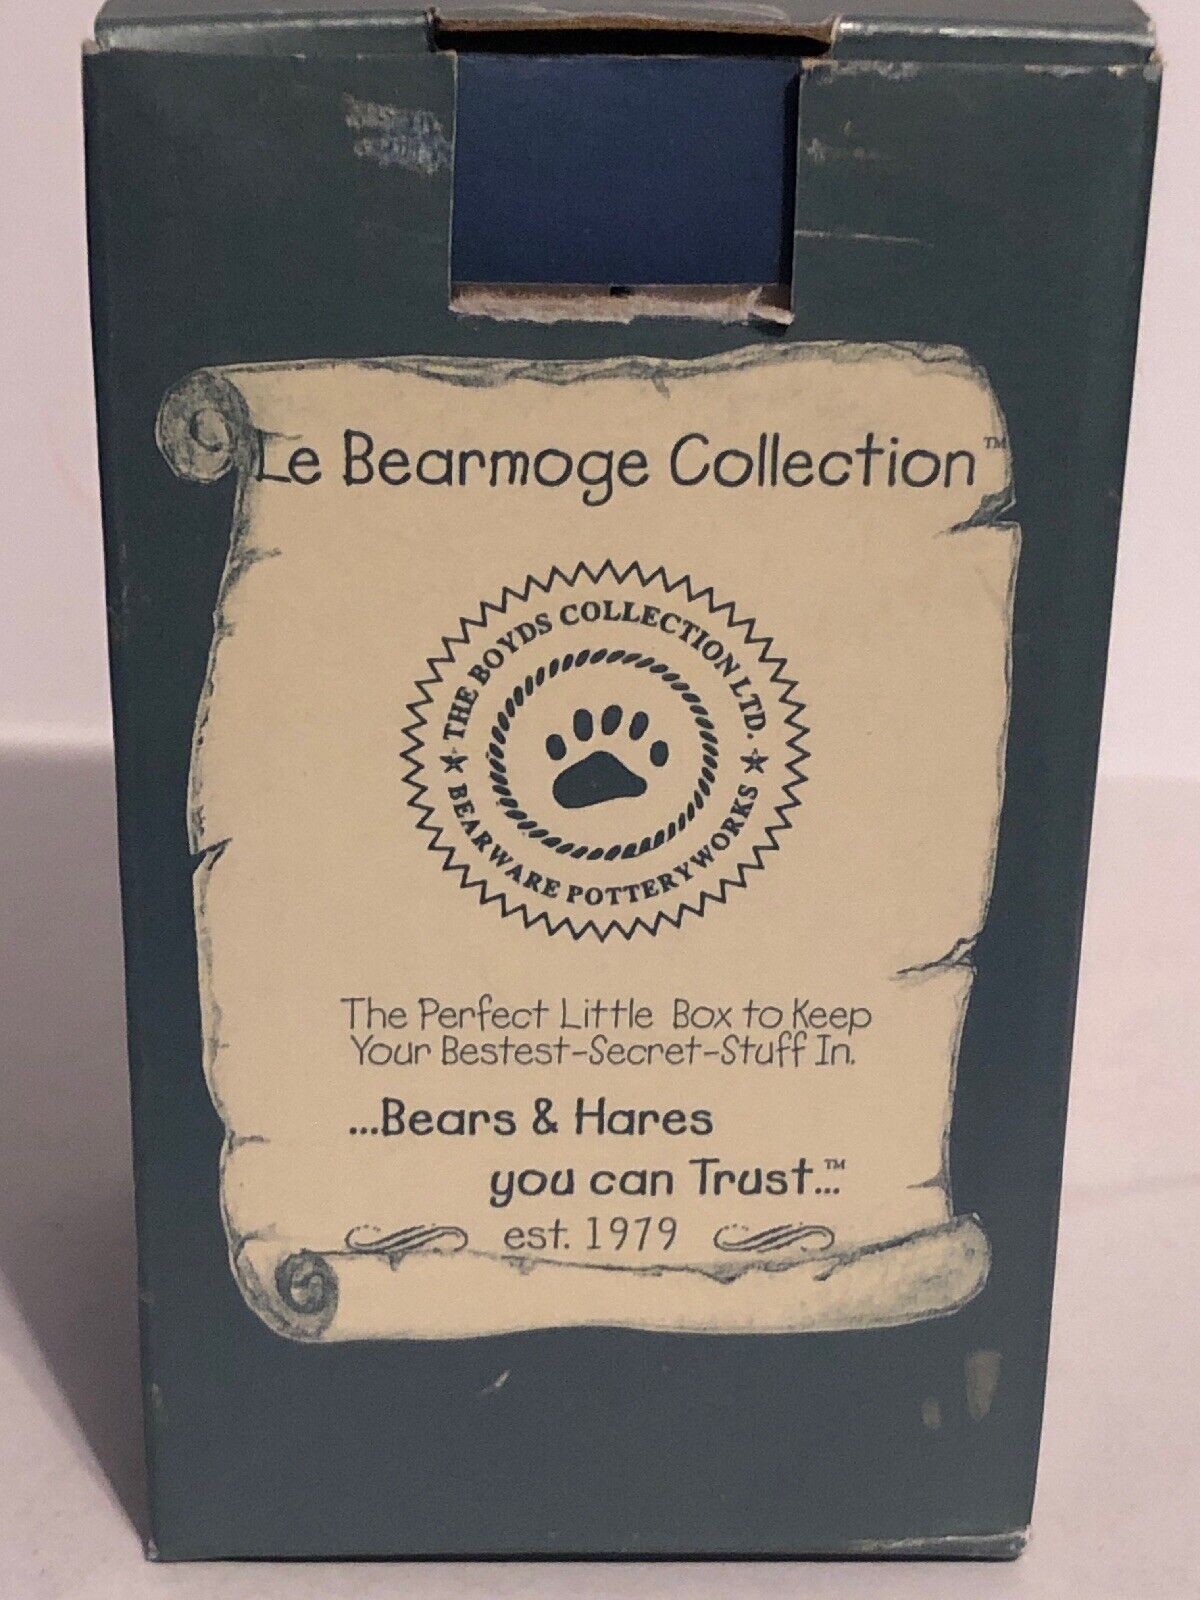 Le Bearmoge Collection™
THE BOYDS COLLECTION LTD.
BEARWARE POTTERYWORKS
The Perfect Little Box to Keep
Your Bestest-Secret-Stuff In.
...Bears & Hares
you can Trust...™
est. 1979